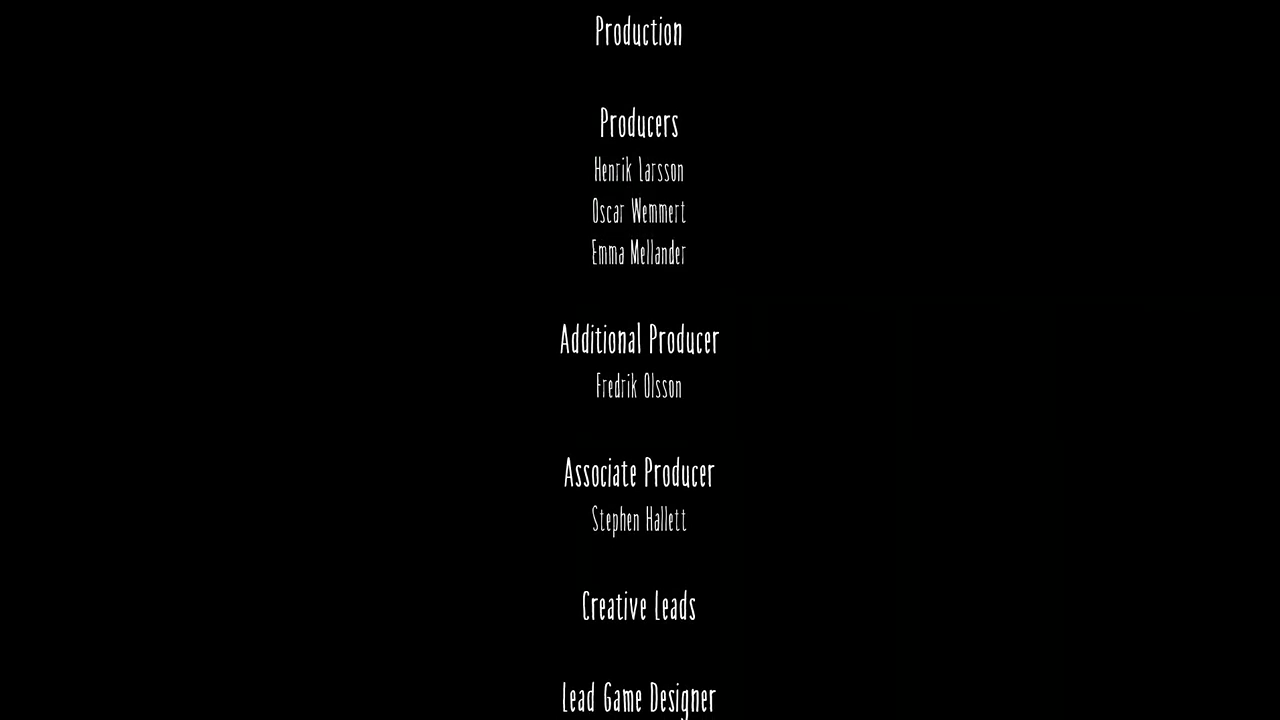 Production
Producers
Henrik Larsson
Oscar Wemmert
Emma Mellander
Additional Producer
Fredrik Olsson
Associate Producer
Stephen Hallett
Creative Leads
Lead Game Designer